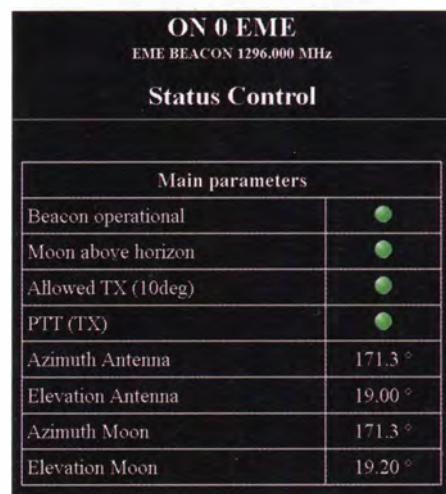 ON 0 EME
EME BEACON 1296.000 MHz
Status Control
Main parameters
Beacon operational
Moon above horizon
Allowed TX (10deg)
PTT (TX)
Azimuth Antenna 171.3 °
Elevation Antenna 19.00 °
Azimuth Moon 171.3 °
Elevation Moon 19.20 °